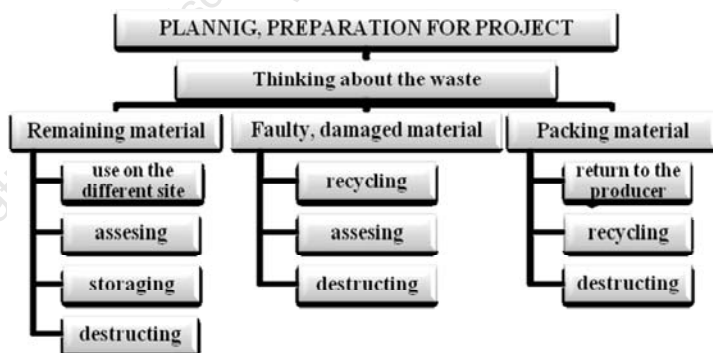 PLANNIG, PREPARATION FOR PROJECT
Thinking about the waste
Remaining material
use on the
different site
assesing
storaging
destructing
Faulty, damaged material
recycling
assesing
destructing
Packing material
return to the
producer
recycling
destructing